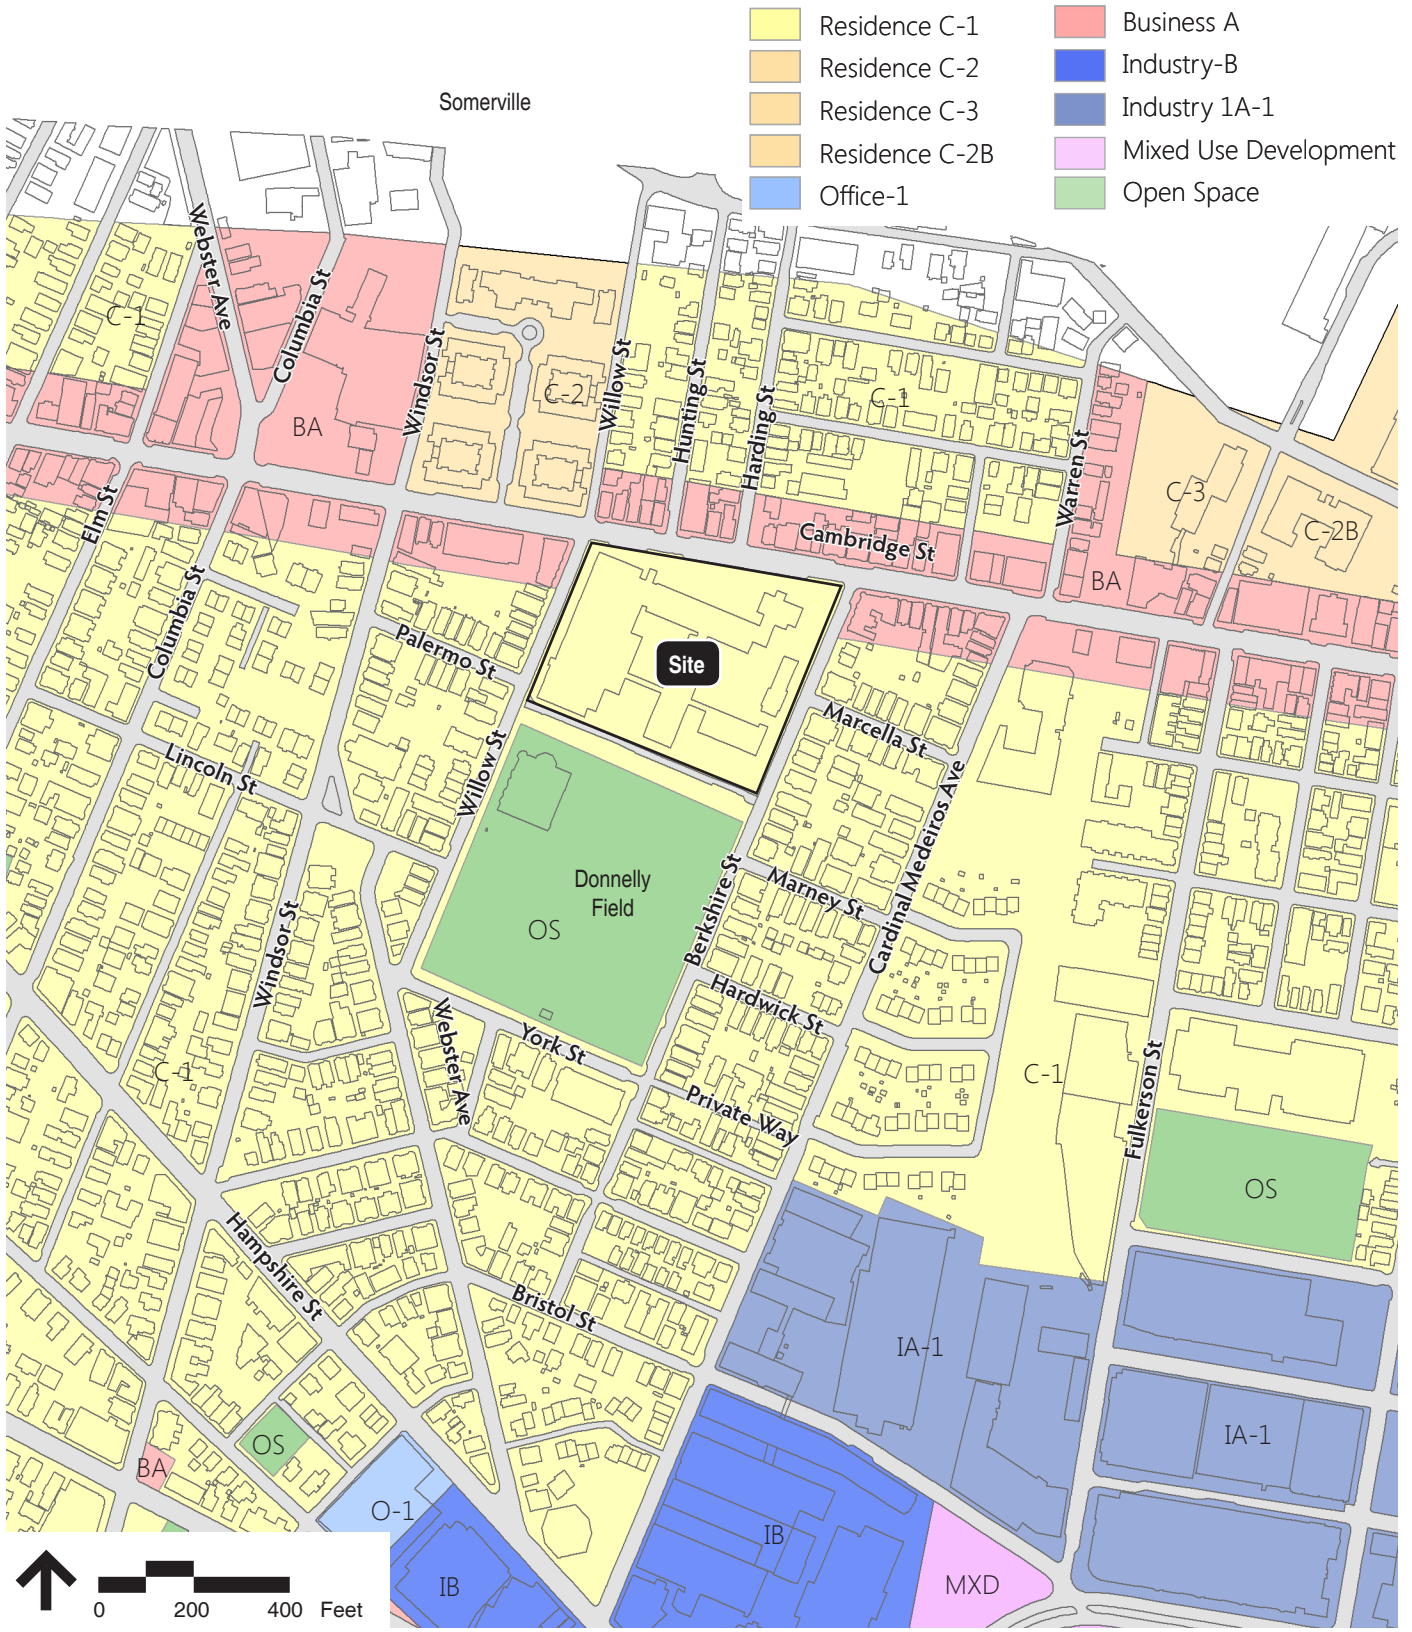 Residence C-1
Residence C-2
Residence C-3
Residence C-2B
Office-1
Business A
Industry-B
Industry 1A-1
Mixed Use Development
Open Space
Somerville
Webster Ave
Columbia St
Windsor St
Willow St
Hunting St
Harding St
Warren St
C-1
BA
C-2
C-1
C-3
C-2B
Elm St
Cambridge St
BA
Columbia St
Palermo St
Site
Marcella St
Lincoln St
Willow St
Cardinal Medeiros Ave
Donnelly
Field
OS
Berkshire St
Marney St
Windsor St
Hardwick St
Webster Ave
York St
C-1
C-1
Private Way
Fulkerson St
OS
Hampshire St
Bristol St
IA-1
IA-1
OS
BA
O-1
IB
IB
MXD
0 200 400 Feet